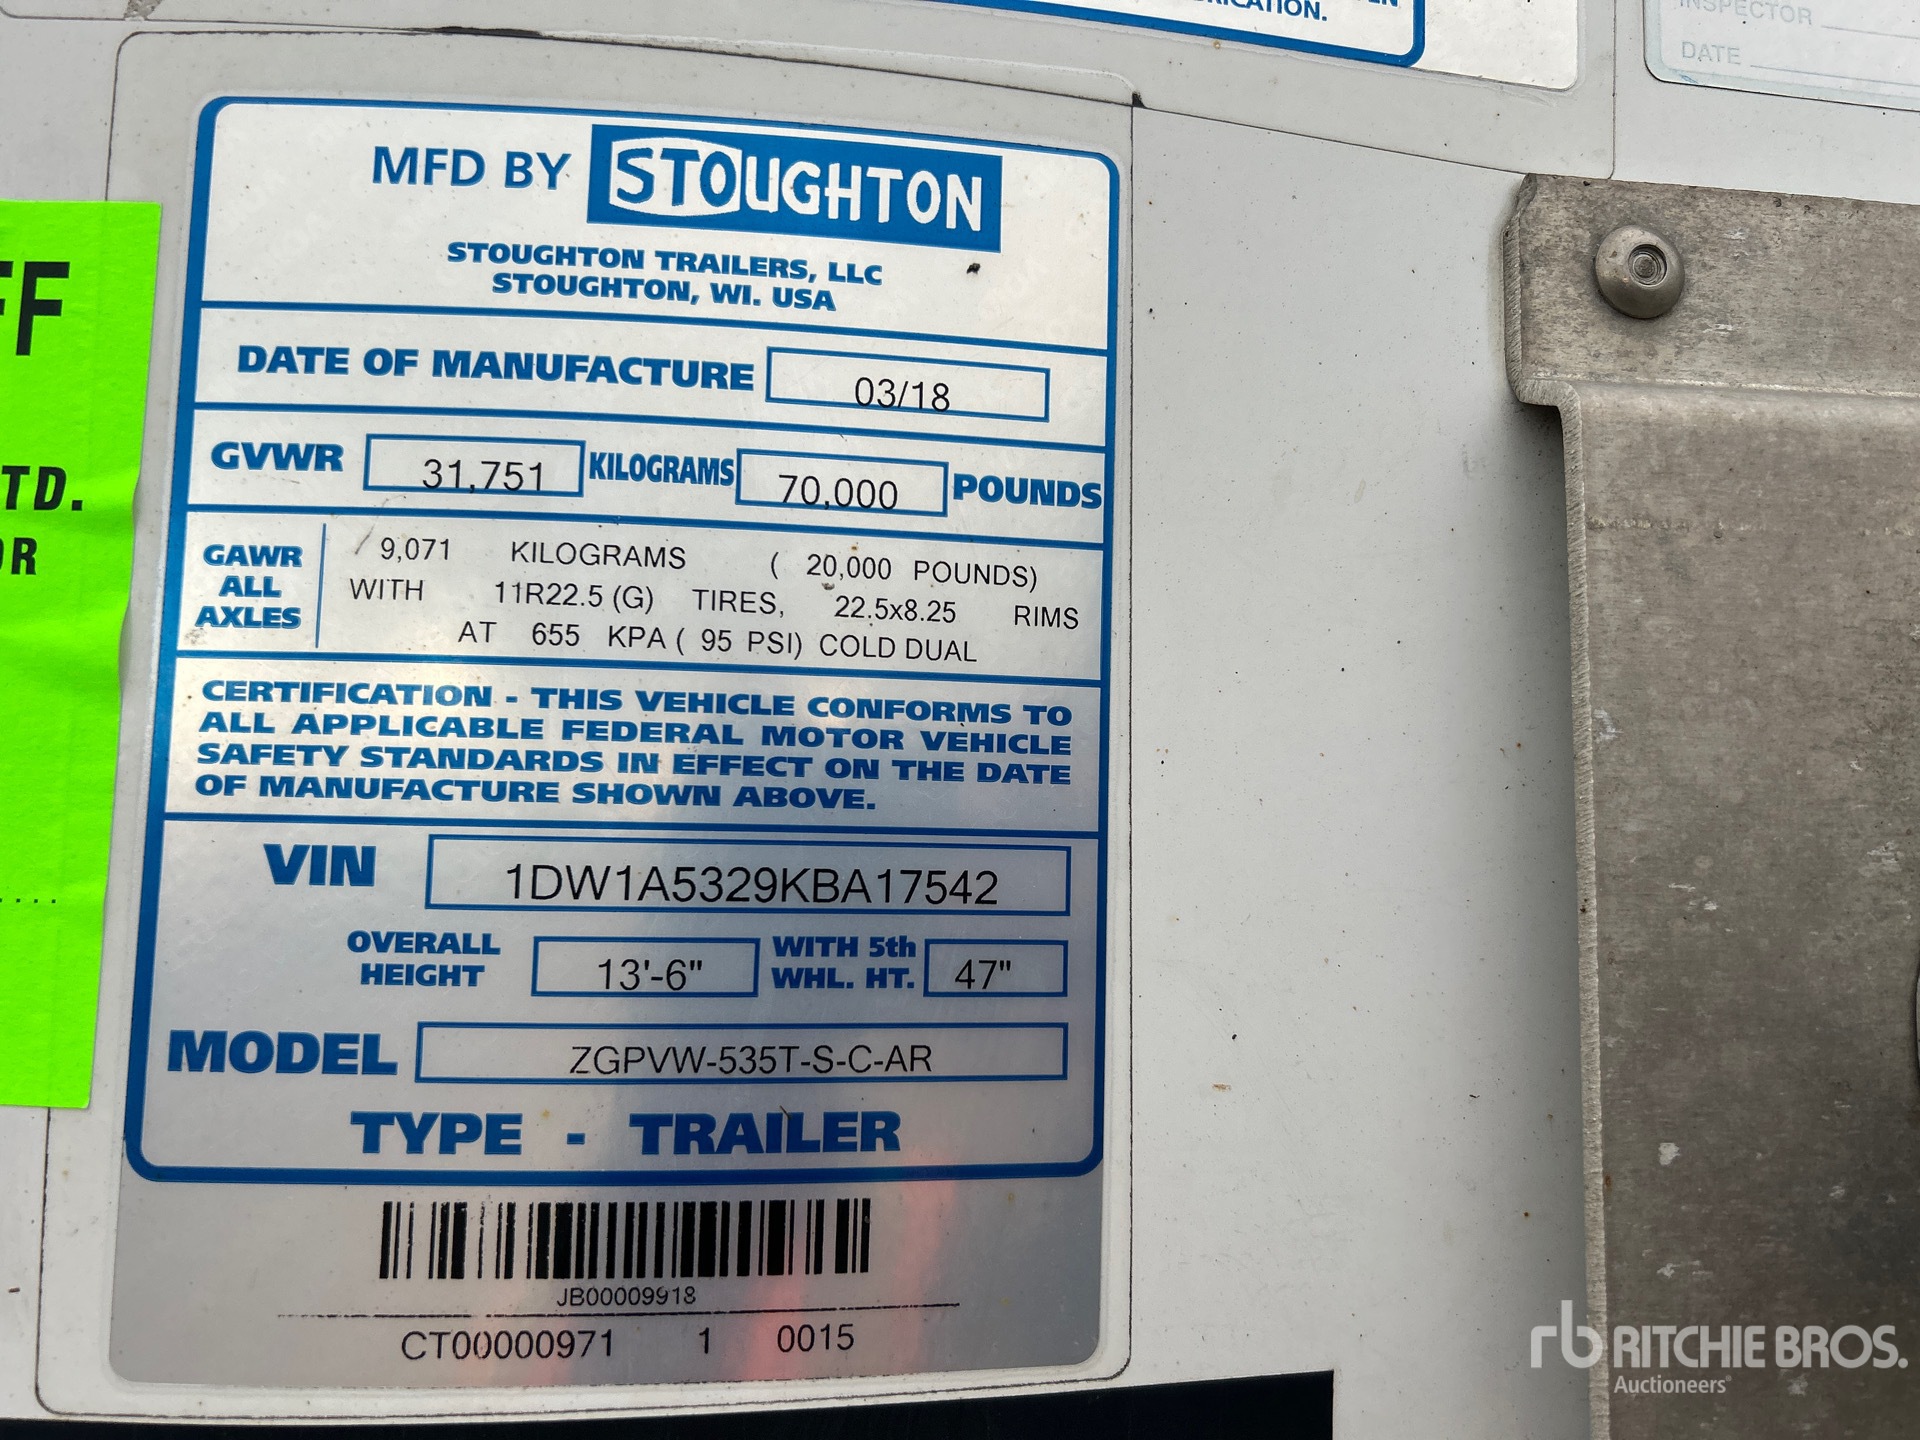 RICATION.
INSPECTOR
DATE
FF
TD.
OR
MFD BY STOUGHTON
STOUGHTON TRAILERS, LLC
STOUGHTON, WI. USA
DATE OF MANUFACTURE 03/18
GVWR 31,751 KILOGRAMS 70,000 POUNDS
GAWR ALL AXLES
9,071 KILOGRAMS ( 20,000 POUNDS)
WITH 11R22.5 (G) TIRES, 22.5x8.25 RIMS
AT 655 KPA ( 95 PSI) COLD DUAL
CERTIFICATION - THIS VEHICLE CONFORMS TO
ALL APPLICABLE FEDERAL MOTOR VEHICLE
SAFETY STANDARDS IN EFFECT ON THE DATE
OF MANUFACTURE SHOWN ABOVE.
VIN 1DW1A5329KBA17542
OVERALL HEIGHT 13'-6" WITH 5th WHL. HT. 47"
MODEL ZGPVW-535T-S-C-AR
TYPE - TRAILER
JB00009918
CT00000971 1 0015
rb RITCHIE BROS.
Auctioneers